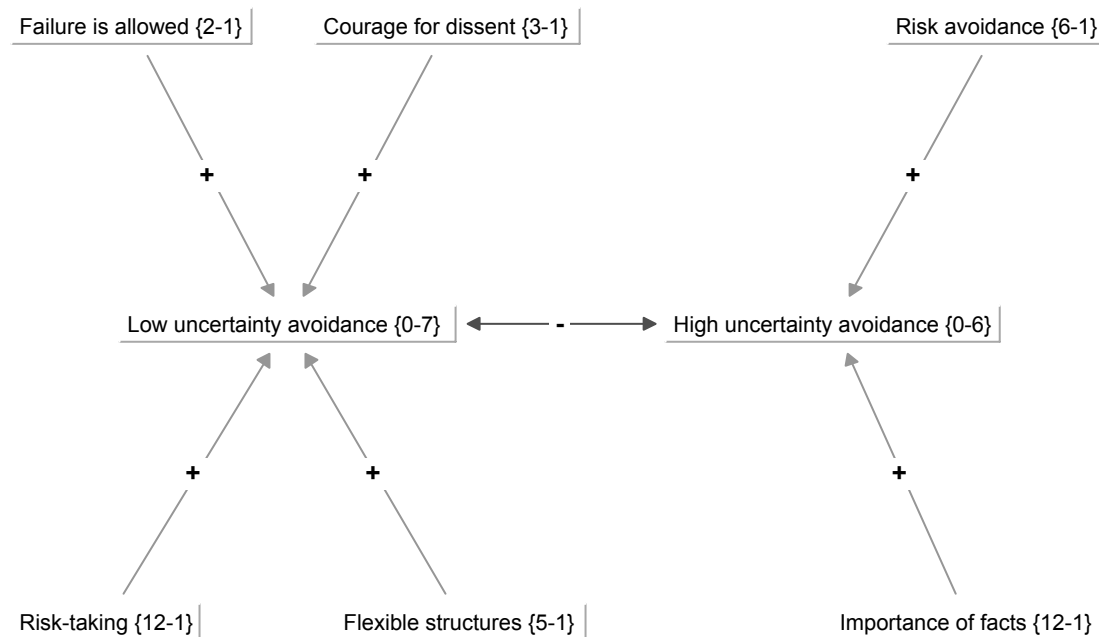 Failure is allowed {2-1}
Courage for dissent {3-1}
Risk avoidance {6-1}
+
+
+
Low uncertainty avoidance {0-7}
-
High uncertainty avoidance {0-6}
+
+
+
Risk-taking {12-1}
Flexible structures {5-1}
Importance of facts {12-1}